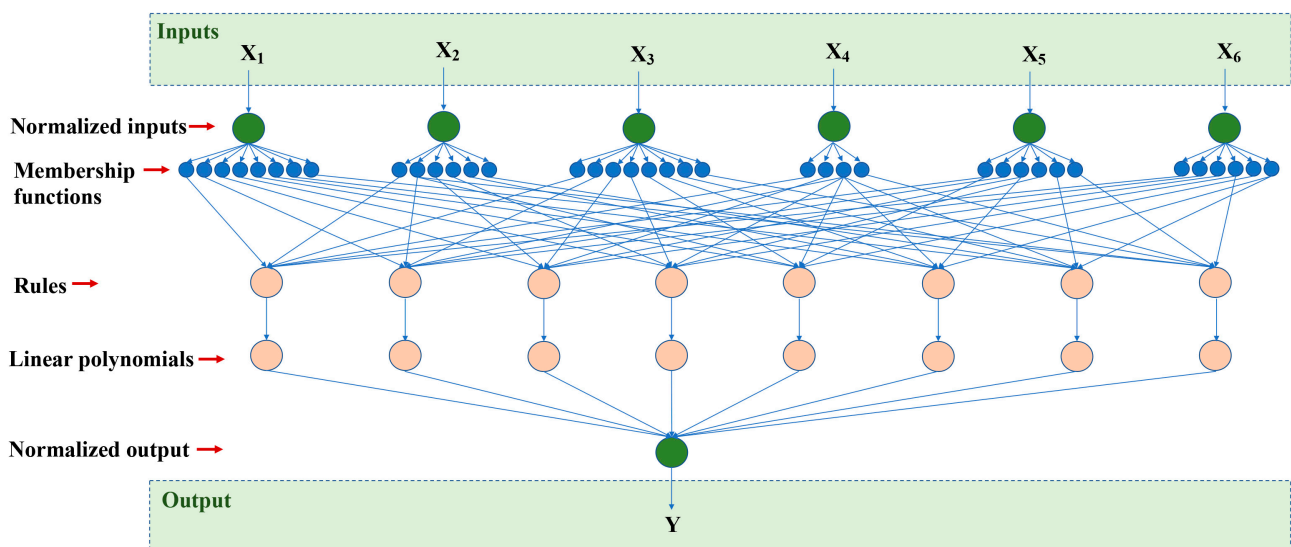 Inputs
X1 X2 X3 X4 X5 X6
Normalized inputs
Membership
functions
Rules
Linear polynomials
Normalized output
Output
Y